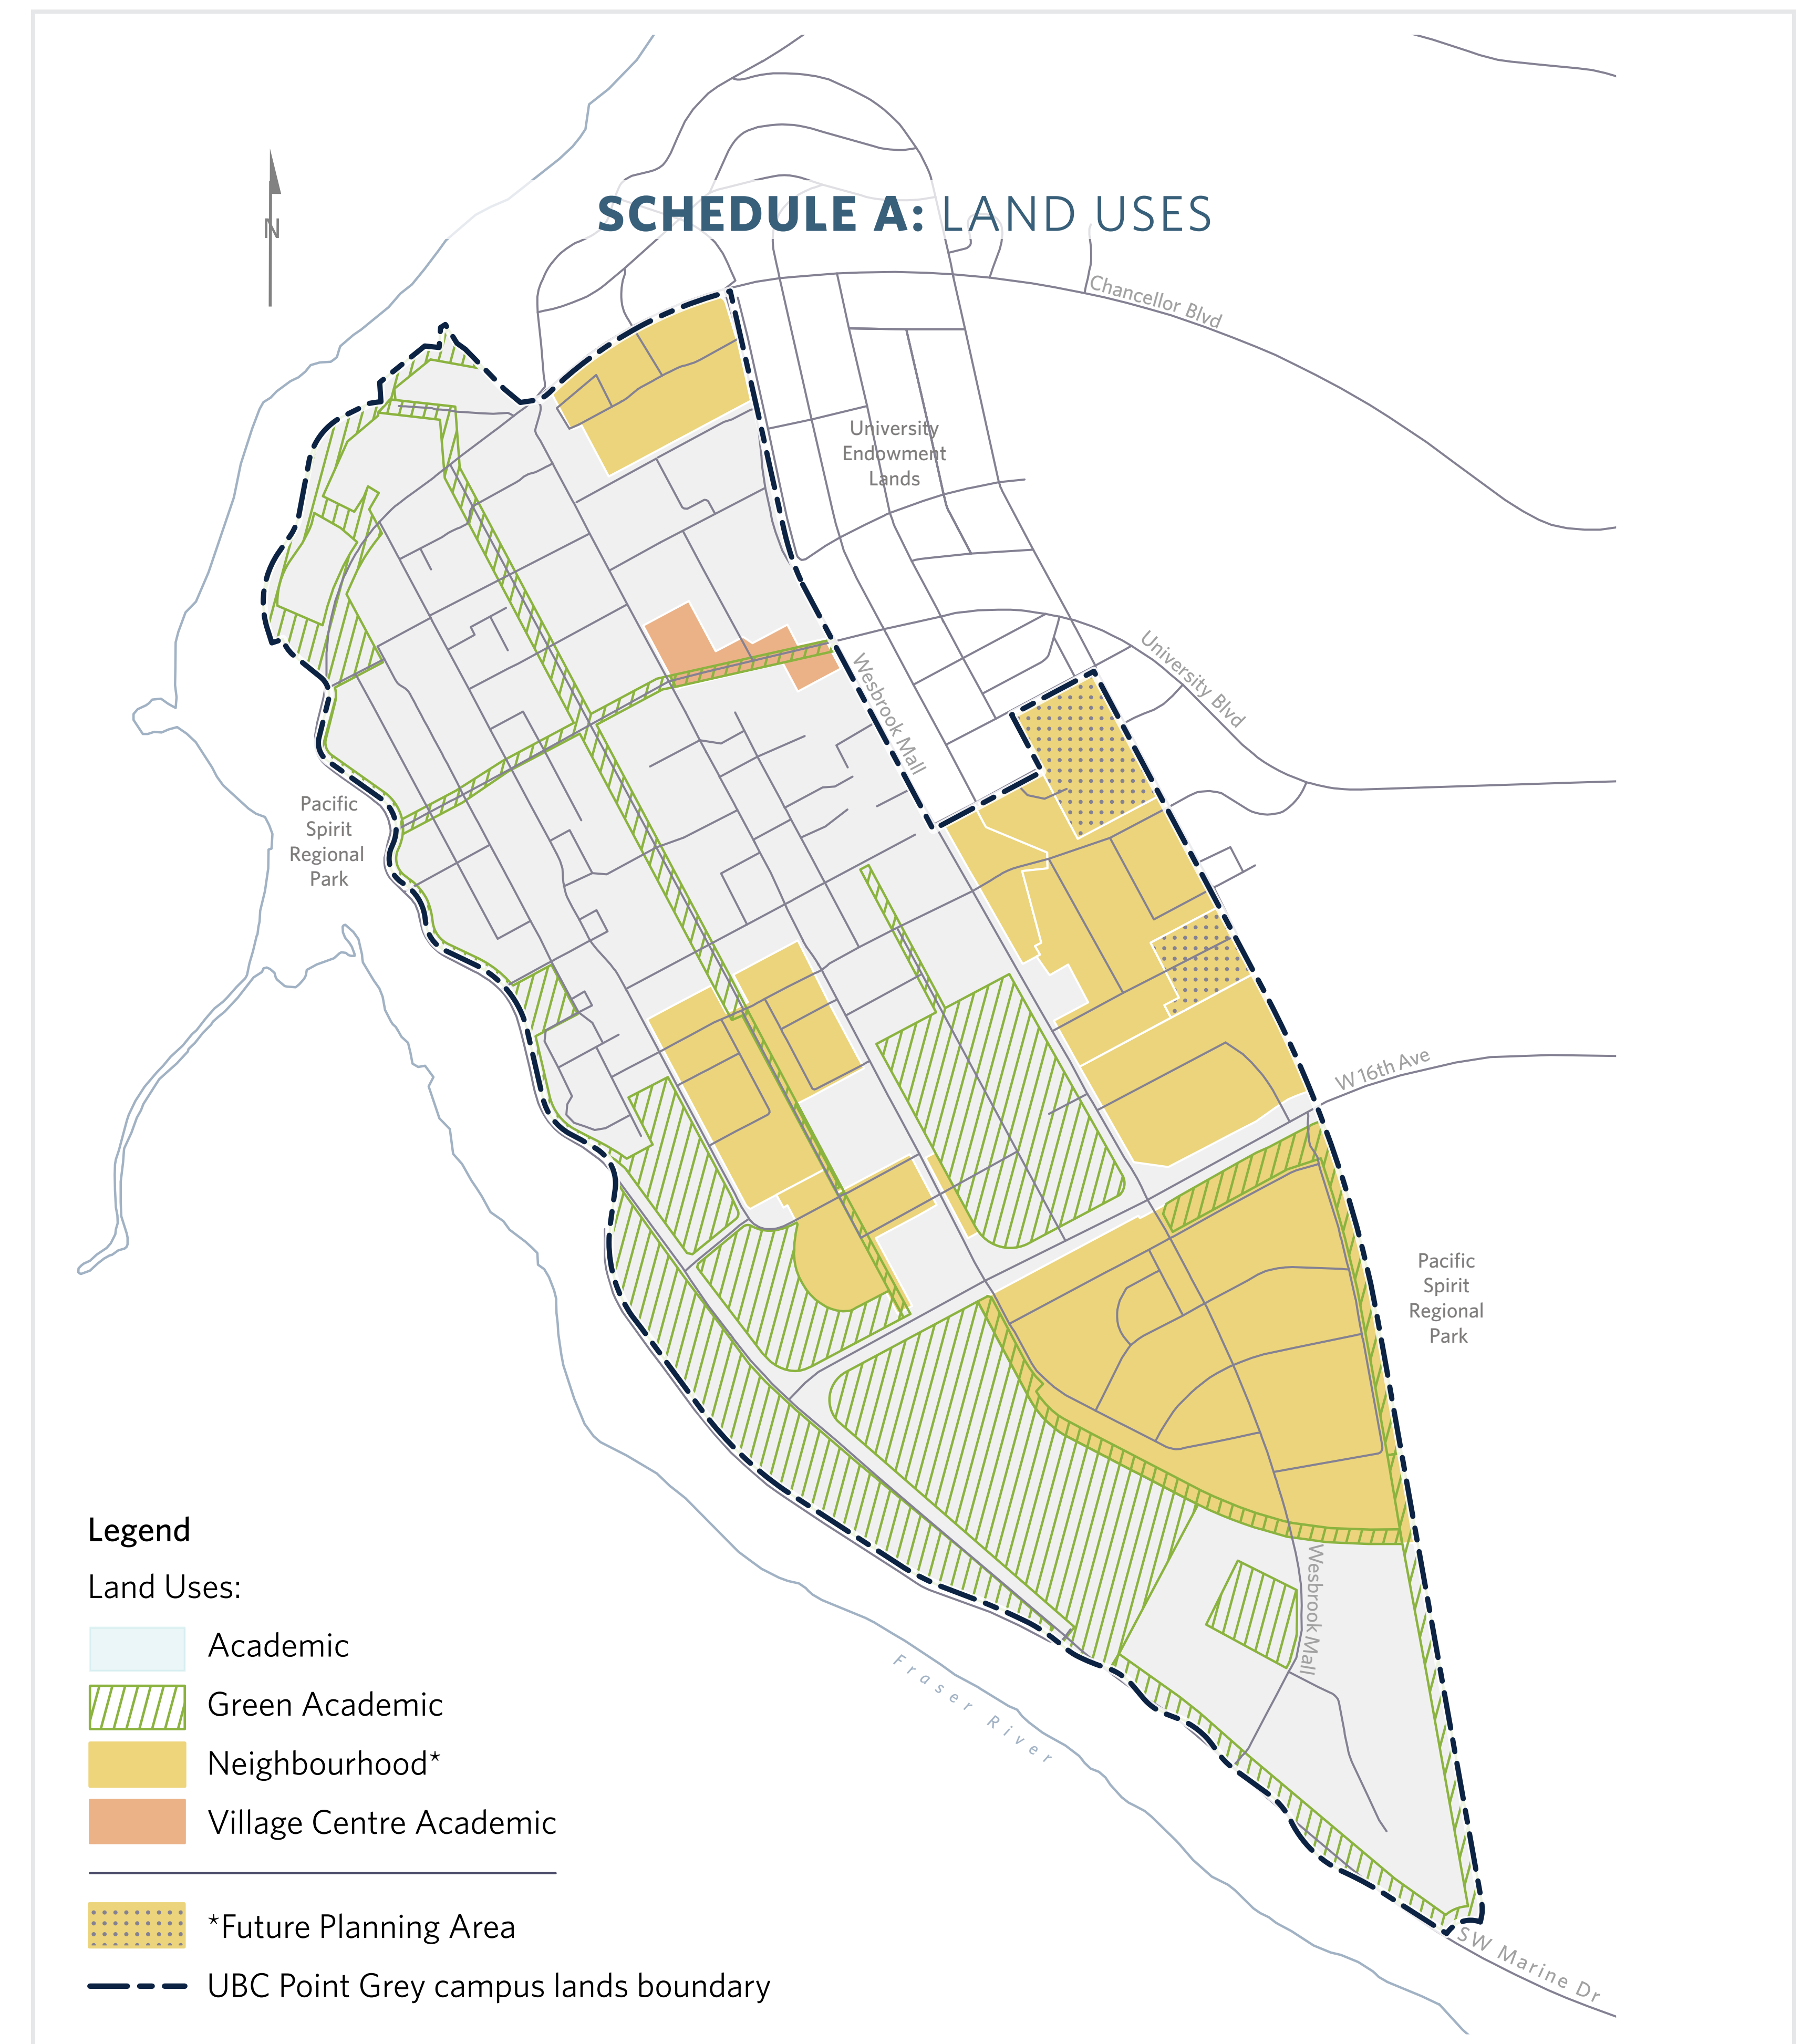 SCHEDULE A: LAND USES
N
Chancellor Blvd
University
Endowment
Lands
University Blvd
Wesbrook Mall
Pacific
Spirit
Regional
Park
W 16th Ave
Pacific
Spirit
Regional
Park
Wesbrook Mall
Fraser River
SW Marine Dr
Legend
Land Uses:
Academic
Green Academic
Neighbourhood*
Village Centre Academic
*Future Planning Area
UBC Point Grey campus lands boundary